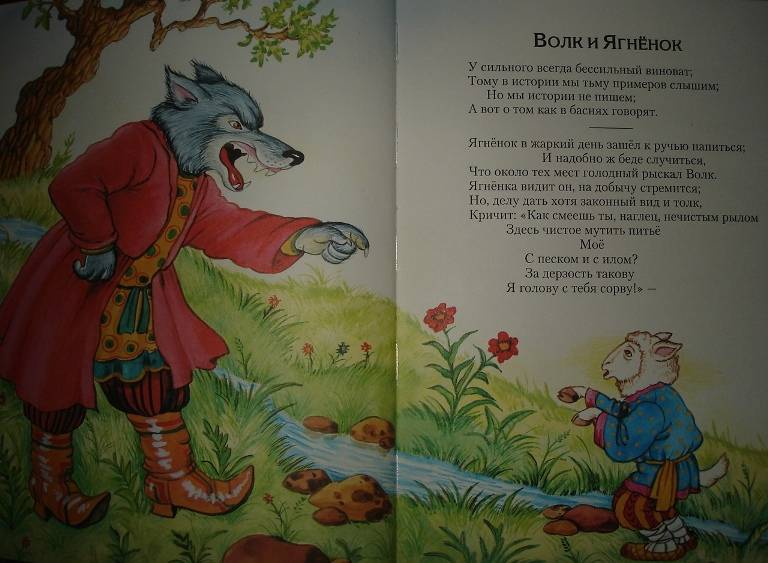 ВОЛК И ЯГНЁНОК
У сильного всегда бессильный виноват;
Тому в истории мы тьму примеров слышим;
Но мы истории не пишем;
А вот о том как в баснях говорят.
Ягнёнок в жаркий день зашёл к ручью напиться;
И надобно ж беде случиться,
Что около тех мест голодный рыскал Волк.
Ягнёнка видит он, на добычу стремится;
Но, делу дать хотя законный вид и толк,
Кричит: «Как смеешь ты, наглец, нечистым рылом
Здесь чистое мутить питьё
Моё
С песком и с илом?
За дерзость такову
Я голову с тебя сорву!» —
6